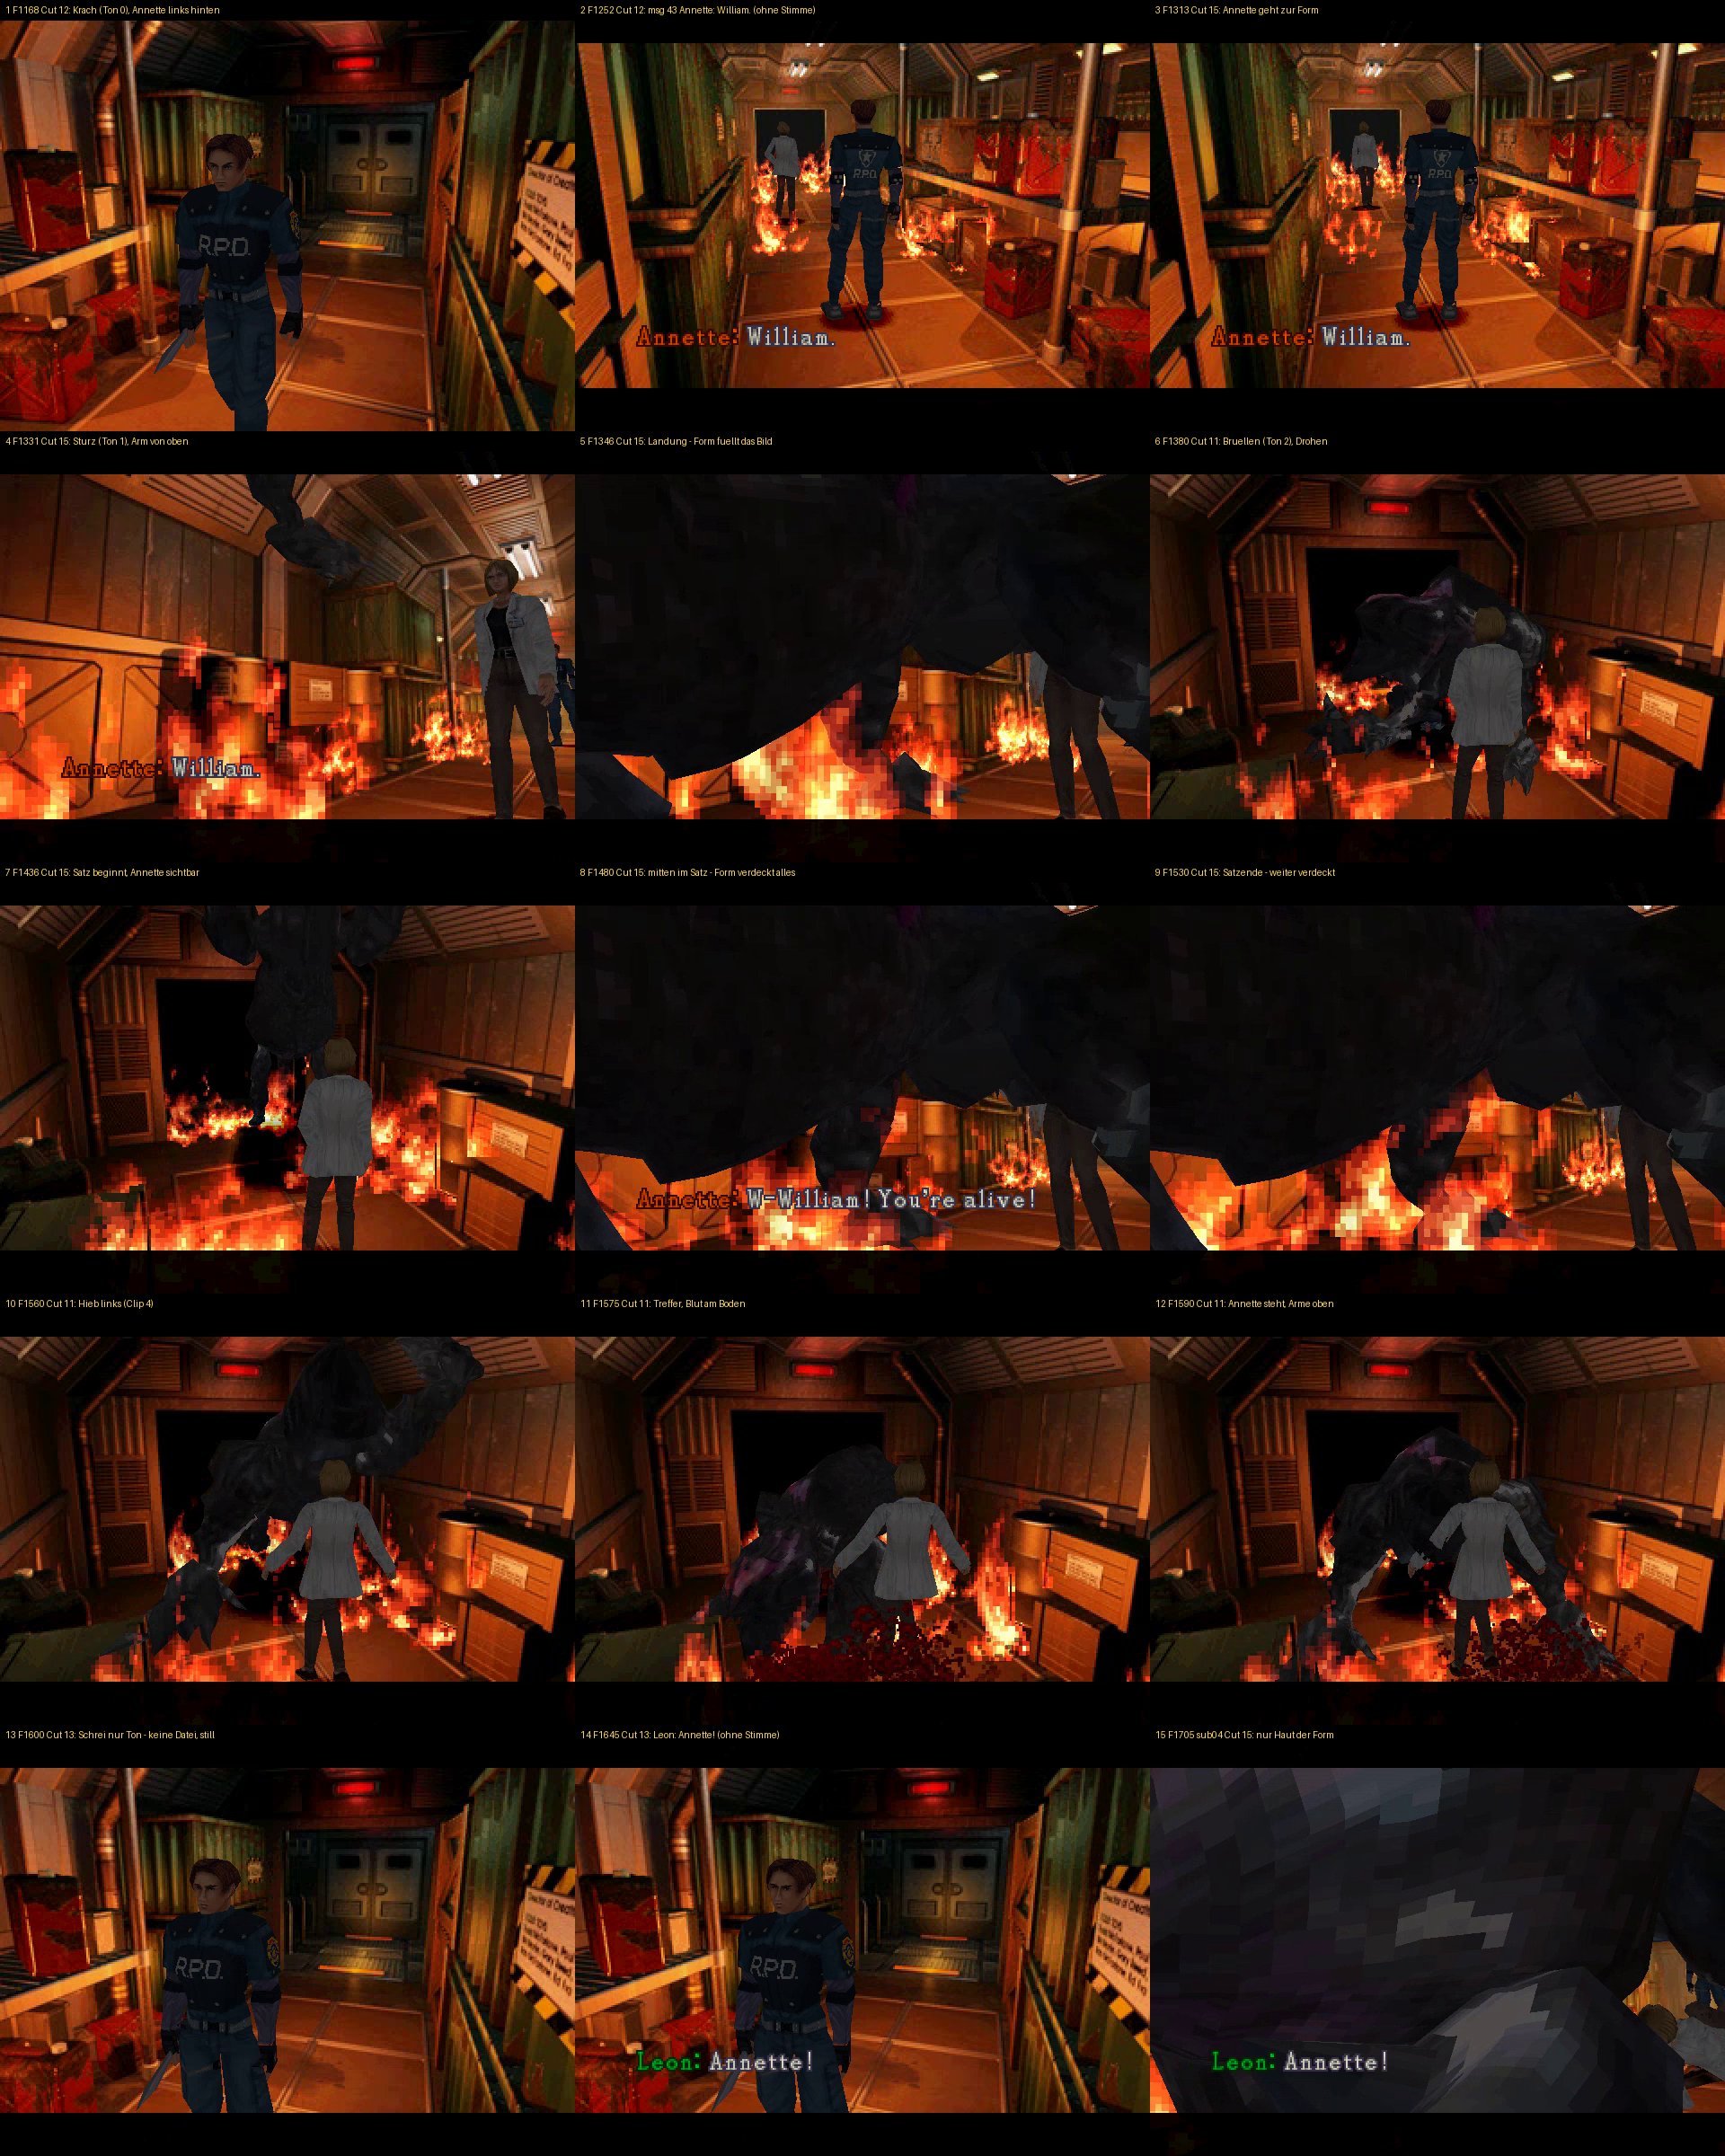 1 F1168 Cut 12: Krach (Ton 0), Annette links hinten
2 F1252 Cut 12: msg 43 Annette: William. (ohne Stimme)
3 F1313 Cut 15: Annette geht zur Form
R.P.D.
R.P.D.
Annette: William.
R.P.D.
Annette: William.
4 F1331 Cut 15: Sturz (Ton 1), Arm von oben
5 F1346 Cut 15: Landung - Form fuellt das Bild
6 F1380 Cut 11: Bruellen (Ton 2), Drohen
Annette: William.
7 F1436 Cut 15: Satz beginnt, Annette sichtbar
8 F1480 Cut 15: mitten im Satz - Form verdeckt alles
9 F1530 Cut 15: Satzende - weiter verdeckt
Annette: W-William! You're alive!
10 F1560 Cut 11: Hieb links (Clip 4)
11 F1575 Cut 11: Treffer, Blut am Boden
12 F1590 Cut 11: Annette steht, Arme oben
13 F1600 Cut 13: Schrei nur Ton - keine Datei, still
14 F1645 Cut 13: Leon: Annette! (ohne Stimme)
15 F1705 sub04 Cut 15: nur Haut der Form
R.P.D.
R.P.D.
Leon: Annette!
Leon: Annette!